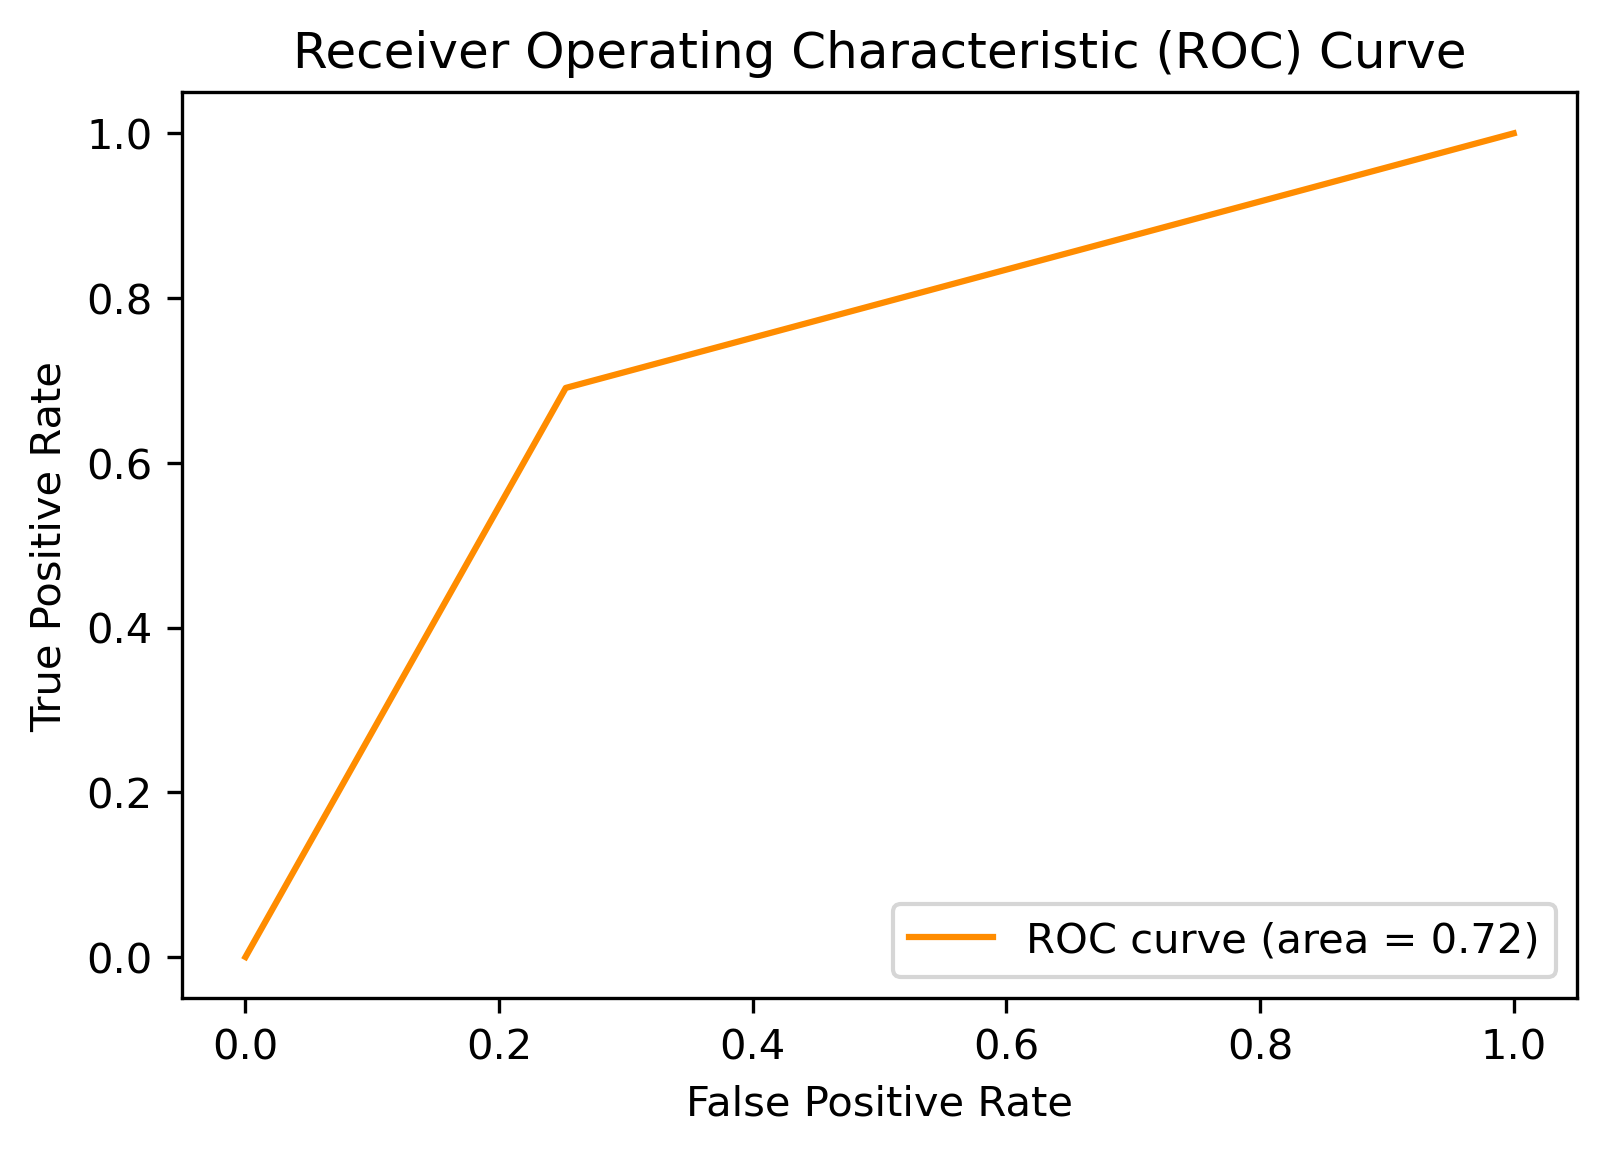 Receiver Operating Characteristic (ROC) Curve
1.0
0.8
0.6
0.4
0.2
0.0
True Positive Rate
ROC curve (area = 0.72)
0.0 0.2 0.4 0.6 0.8 1.0
False Positive Rate